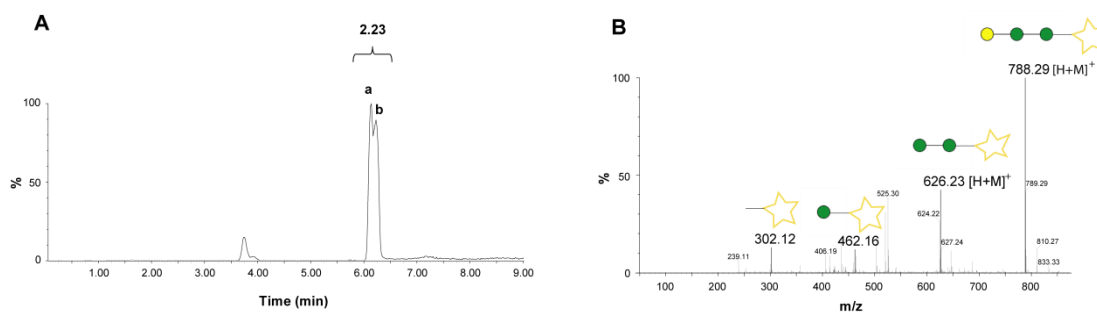 A
2.23
a
b
100
50
0
%
1.00 2.00 3.00 4.00 5.00 6.00 7.00 8.00 9.00
Time (min)
B
788.29 [H+M]+
100
50
0
%
626.23 [H+M]+
789.29
525.30
624.22
302.12
462.16
406.19
627.24
810.27
239.11
833.33
100 200 300 400 500 600 700 800
m/z